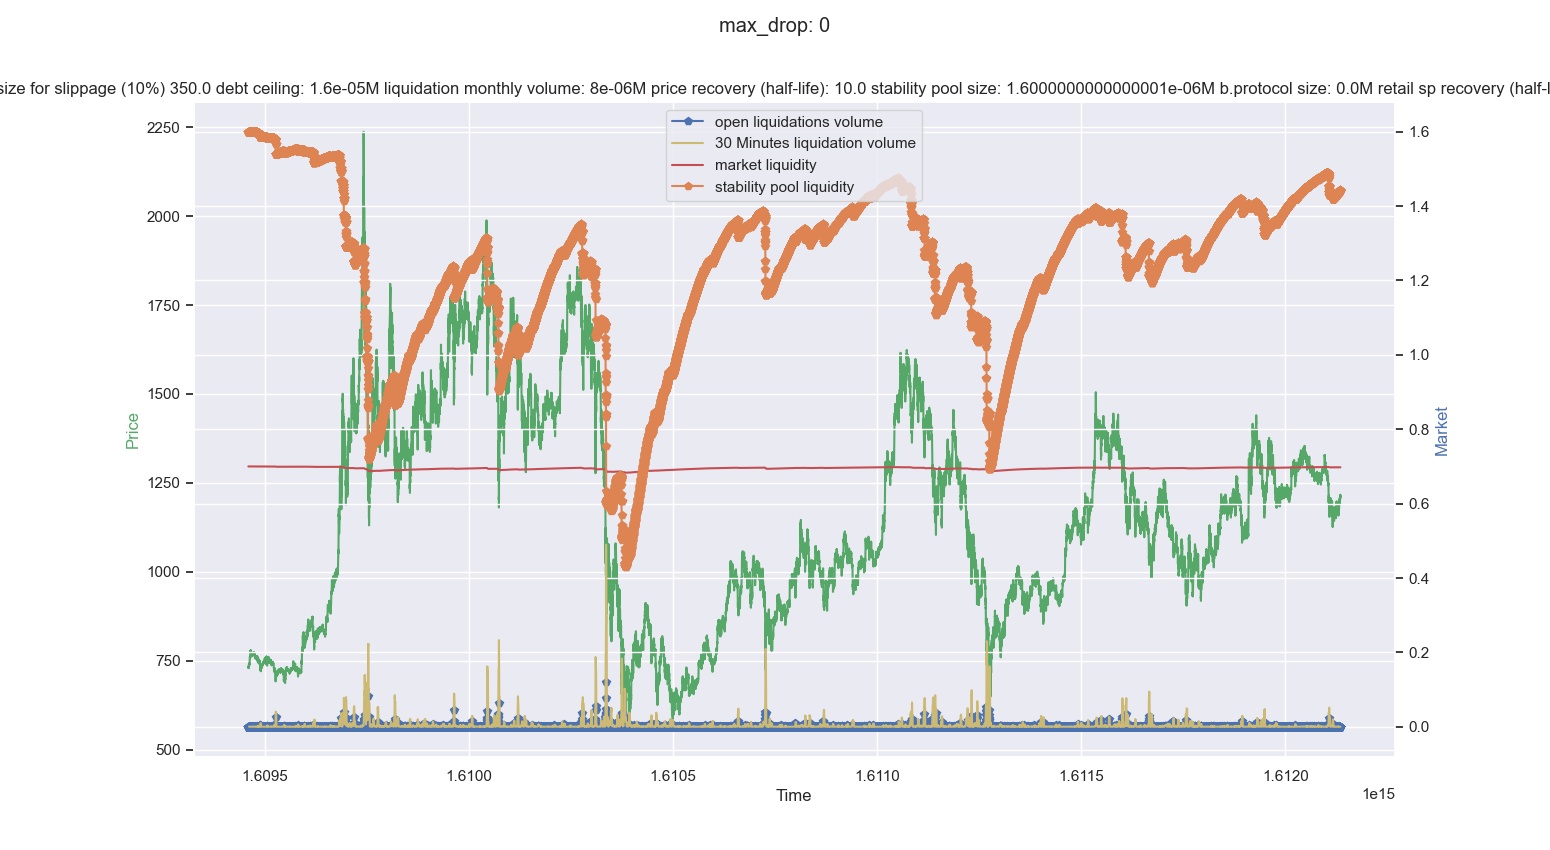 max_drop: 0
size for slippage (10%) 350.0 debt ceiling: 1.6e-05M liquidation monthly volume: 8e-06M price recovery (half-life): 10.0 stability pool size: 1.6000000000000001e-06M b.protocol size: 0.0M retail sp recovery (half-l
open liquidations volume
30 Minutes liquidation volume
market liquidity
stability pool liquidity
2250
2000
1750
1500
1250
1000
750
500
Price
1.6
1.4
1.2
1.0
0.8
0.6
0.4
0.2
0.0
Market
1.6095
1.6100
1.6105
1.6110
1.6115
1.6120
Time
1e15